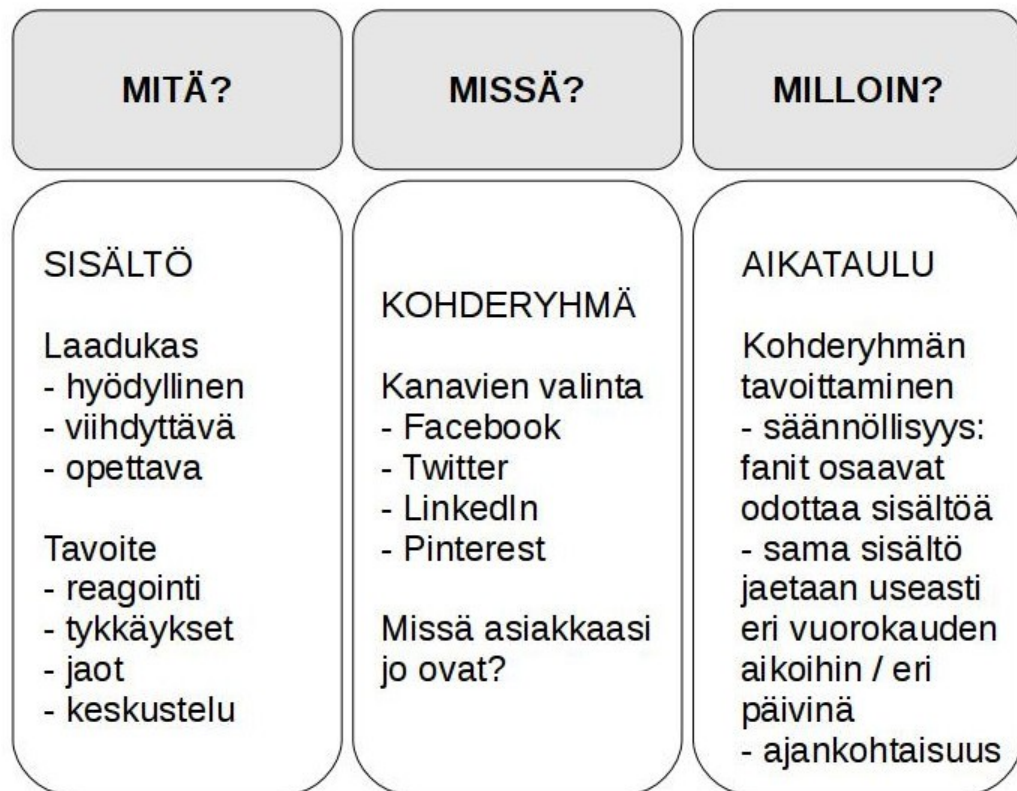 MITÄ?
SISÄLTÖ
Laadukas
- hyödyllinen
- viihdyttävä
- opettava
Tavoite
- reagointi
- tykkäykset
- jaot
- keskustelu
MISSÄ?
KOHDERYHMÄ
Kanavien valinta
- Facebook
- Twitter
- LinkedIn
- Pinterest
Missä asiakkaasi
jo ovat?
MILLOIN?
AIKATAULU
Kohderyhmän
tavoittaminen
- säännöllisyys:
fanit osaavat
odottaa sisältöä
- sama sisältö
jaetaan useasti
eri vuorokauden
aikoihin / eri
päivinä
- ajankohtaisuus